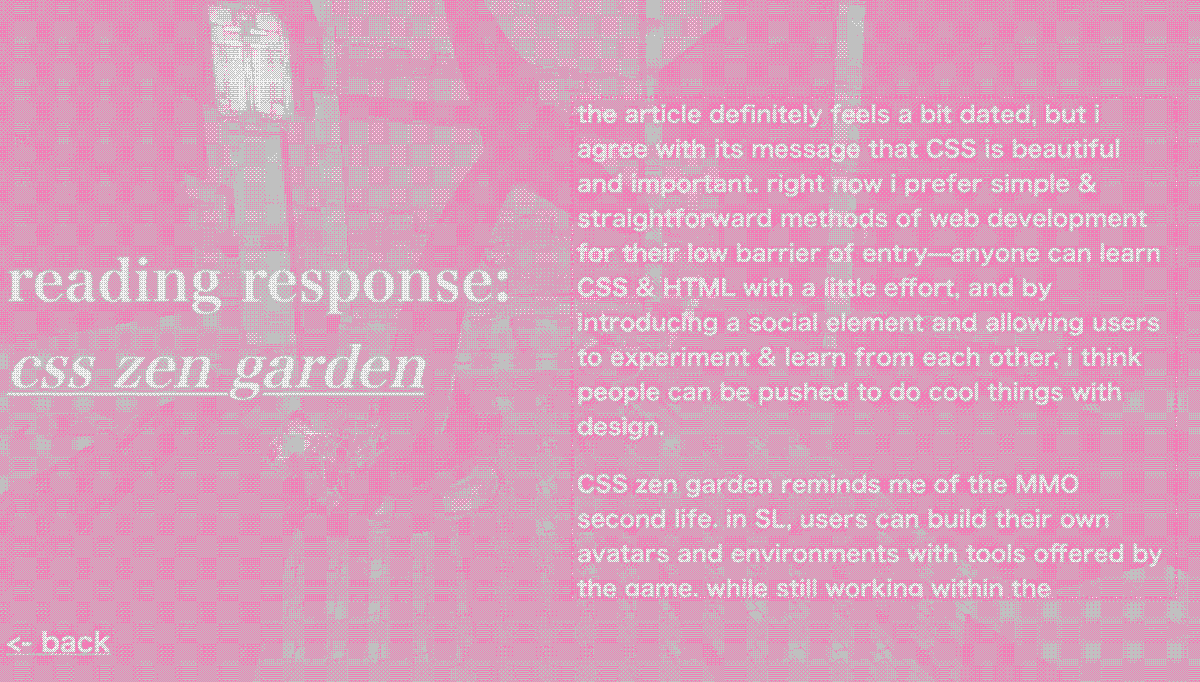 reading response:
css zen garden
<- back
the article definitely feels a bit dated, but i
agree with its message that CSS is beautiful
and important. right now i prefer simple &
straightforward methods of web development
for their low barrier of entry—anyone can learn
CSS & HTML with a little effort, and by
introducing a social element and allowing users
to experiment & learn from each other, i think
people can be pushed to do cool things with
design.
CSS zen garden reminds me of the MMO
second life. in SL, users can build their own
avatars and environments with tools offered by
the game. while still working within the